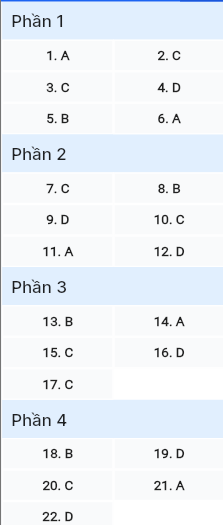 Phần 1
1. A 2. C
3. C 4. D
5. B 6. A
Phần 2
7. C 8. B
9. D 10. C
11. A 12. D
Phần 3
13. B 14. A
15. C 16. D
17. C
Phần 4
18. B 19. D
20. C 21. A
22. D